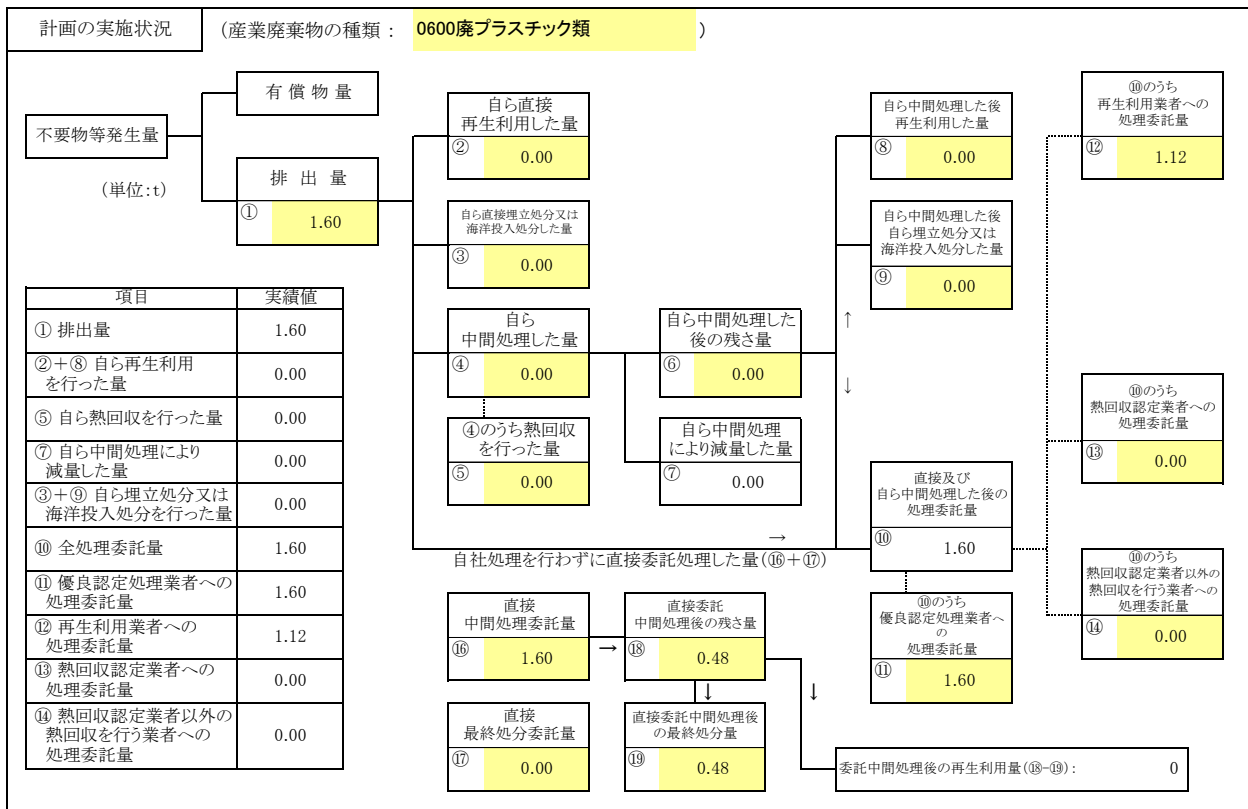 計画の実施状況
(産業廃棄物の種類： 0600廃プラスチック類 )
不要物等発生量
(単位:t)
有償物量
排出量
① 1.60
自ら直接
再生利用した量
② 0.00
自ら直接埋立処分又は
海洋投入処分した量
③ 0.00
自ら
中間処理した量
④ 0.00
④のうち熱回収
を行った量
⑤ 0.00
自ら中間処理した
後の残さ量
⑥ 0.00
自ら中間処理
により減量した量
⑦ 0.00
自ら中間処理した後
再生利用した量
⑧ 0.00
自ら中間処理した後
自ら埋立処分又は
海洋投入処分した量
⑨ 0.00
↑
↓
直接及び
自ら中間処理した後の
処理委託量
⑩ 1.60
⑩のうち
優良認定処理業者へ
の
処理委託量
⑪ 1.60
⑩のうち
再生利用業者への
処理委託量
⑫ 1.12
⑩のうち
熱回収認定業者への
処理委託量
⑬ 0.00
⑩のうち
熱回収認定業者以外の
熱回収を行う業者への
処理委託量
⑭ 0.00
→
自社処理を行わずに直接委託処理した量(⑯+⑰)
直接
中間処理委託量
⑯ 1.60
→
直接委託
中間処理後の残さ量
⑱ 0.48
↓
↓
直接
最終処分委託量
⑰ 0.00
直接委託中間処理後
の最終処分量
⑲ 0.48
委託中間処理後の再生利用量(⑱-⑲)： 0
項目 実績値
① 排出量 1.60
②+⑧ 自ら再生利用
を行った量 0.00
⑤ 自ら熱回収を行った量 0.00
⑦ 自ら中間処理により
減量した量 0.00
③+⑨ 自ら埋立処分又は
海洋投入処分を行った量 0.00
⑩ 全処理委託量 1.60
⑪ 優良認定処理業者への
処理委託量 1.60
⑫ 再生利用業者への
処理委託量 1.12
⑬ 熱回収認定業者への
処理委託量 0.00
⑭ 熱回収認定業者以外の
熱回収を行う業者への
処理委託量 0.00